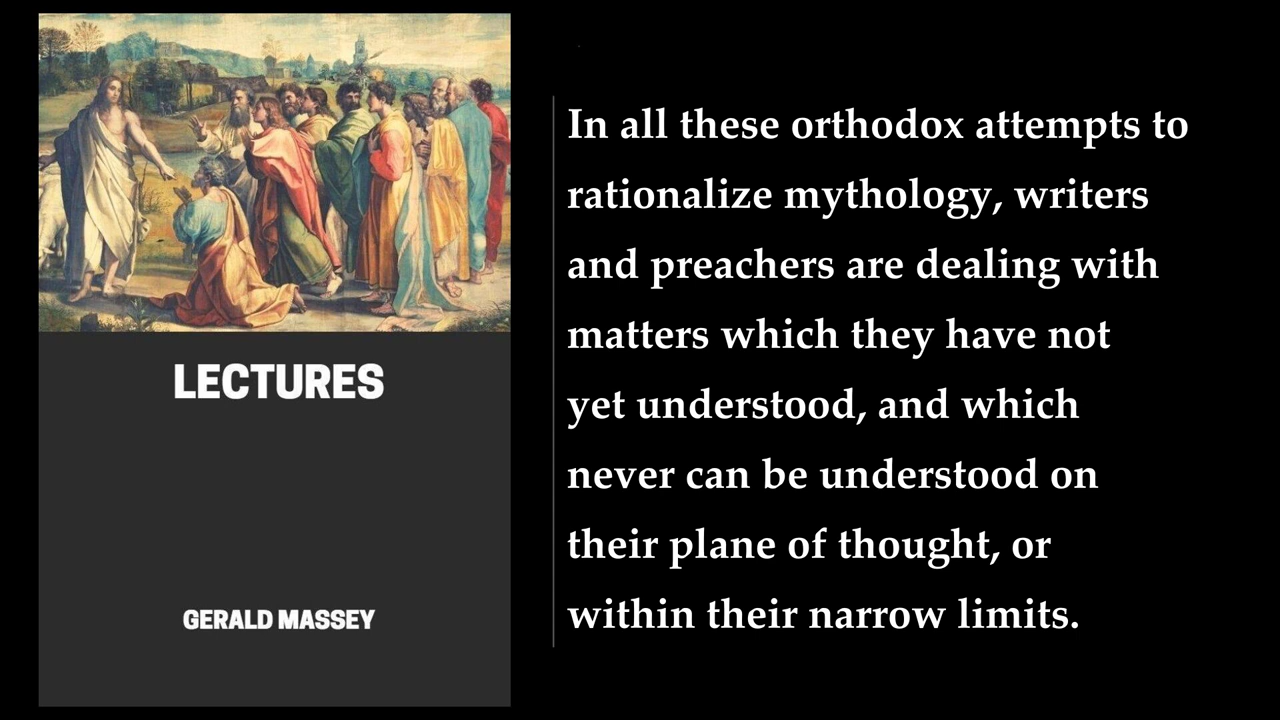 LECTURES
GERALD MASSEY
In all these orthodox attempts to
rationalize mythology, writers
and preachers are dealing with
matters which they have not
yet understood, and which
never can be understood on
their plane of thought, or
within their narrow limits.